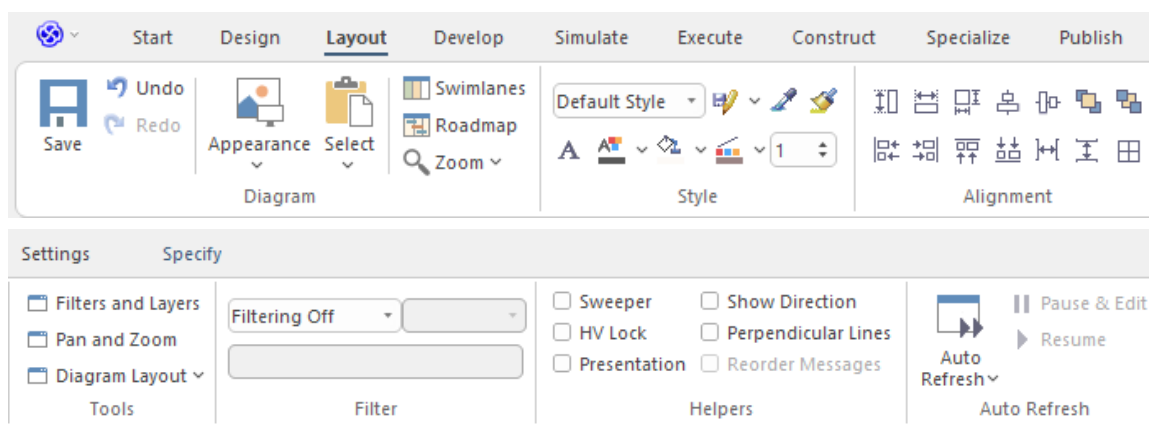 Start Design Layout Develop Simulate Execute Construct Specialize Publish
Save
Undo
Redo
Appearance
Select
Swimlanes
Roadmap
Zoom
Diagram
Default Style
A A
1
Style
Alignment
Settings Specify
Filters and Layers
Pan and Zoom
Diagram Layout
Tools
Filtering Off
Filter
Sweeper
HV Lock
Presentation
Show Direction
Perpendicular Lines
Reorder Messages
Helpers
Auto
Refresh
Pause & Edit
Resume
Auto Refresh